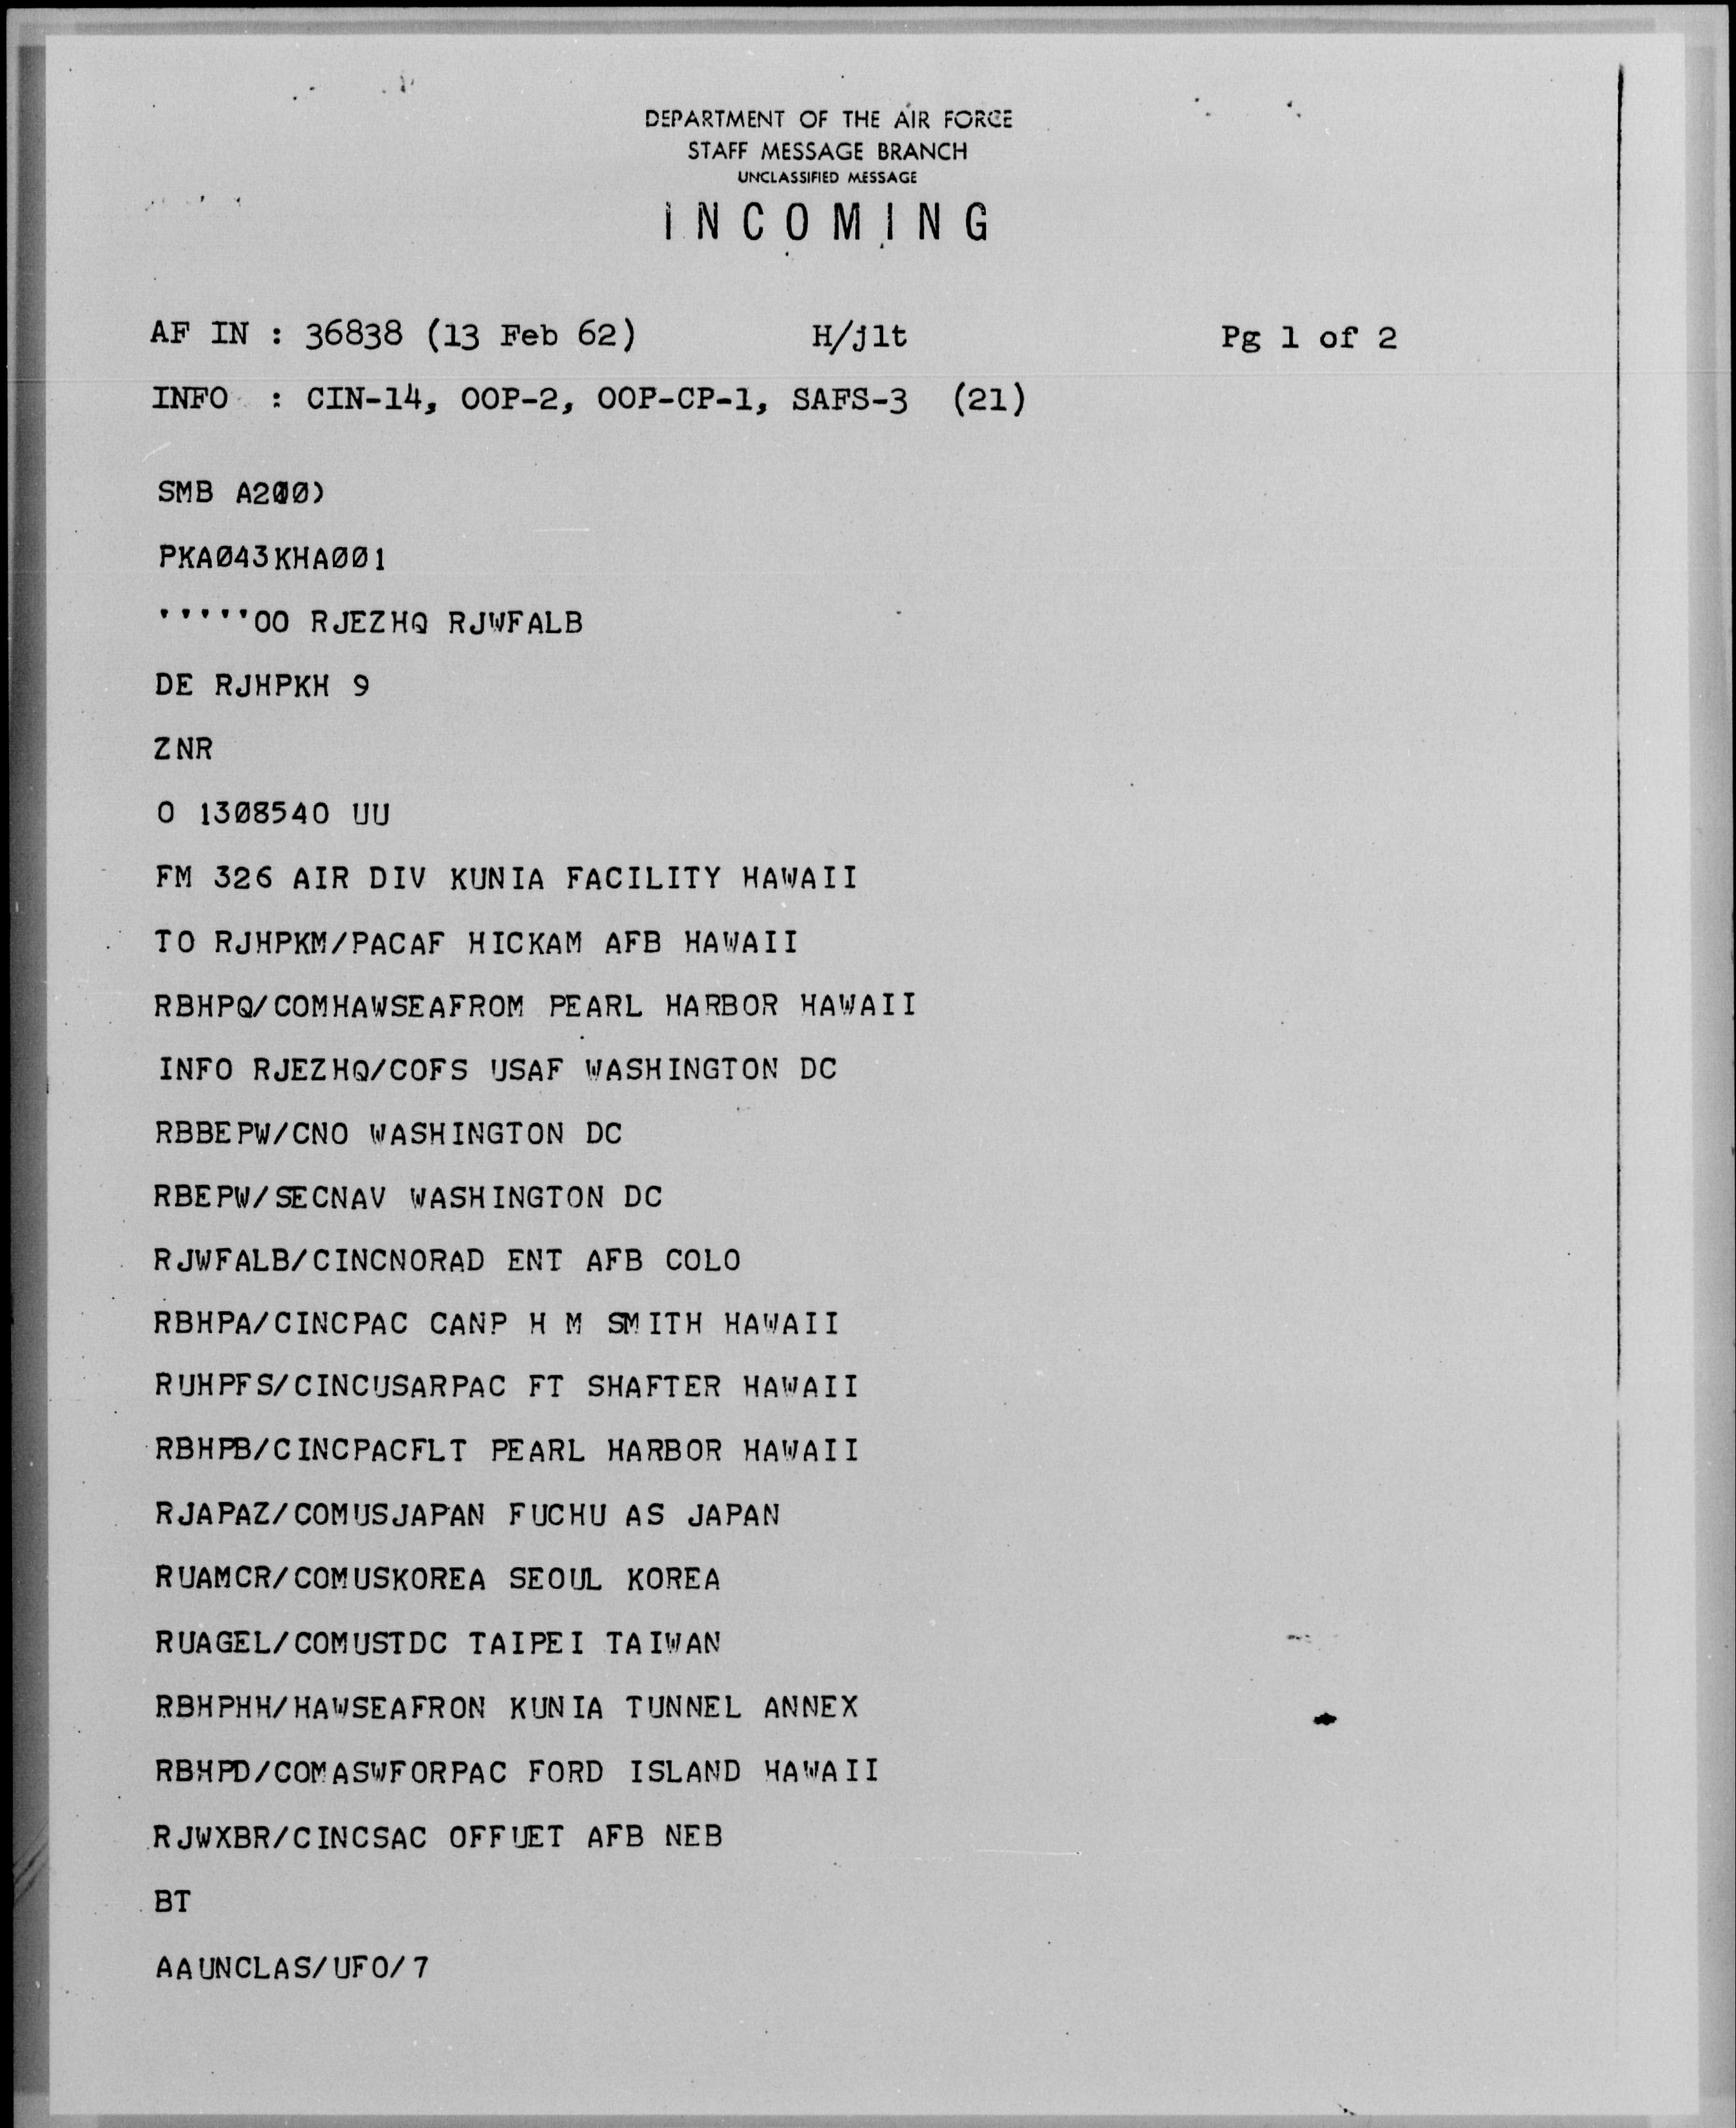 DEPARTMENT OF THE AIR FORCE
STAFF MESSAGE BRANCH
UNCLASSIFIED MESSAGE
INCOMING
AF IN : 36838 (13 Feb 62) H/jlt Pg 1 of 2
INFO : CIN-14, OOP-2, OOP-CP-1, SAFS-3 (21)
SMB A200)
PKA043KHA001
'''''OO RJEZHQ RJWFALB
DE RJHPKH 9
ZNR
O 130854O UU
FM 326 AIR DIV KUNIA FACILITY HAWAII
TO RJHPKM/PACAF HICKAM AFB HAWAII
RBHPQ/COMHAWSEAFROM PEARL HARBOR HAWAII
INFO RJEZHQ/COFS USAF WASHINGTON DC
RBBEPW/CNO WASHINGTON DC
RBEPW/SECNAV WASHINGTON DC
RJWFALB/CINCNORAD ENT AFB COLO
RBHPA/CINCPAC CANP H M SMITH HAWAII
RUHPFS/CINCUSARPAC FT SHAFTER HAWAII
RBHPB/CINCPACFLT PEARL HARBOR HAWAII
RJAPAZ/COMUSJAPAN FUCHU AS JAPAN
RUAMCR/COMUSKOREA SEOUL KOREA
RUAGEL/COMUSTDC TAIPEI TAIWAN
RBHPHH/HAWSEAFRON KUNIA TUNNEL ANNEX
RBHPD/COMASWFORPAC FORD ISLAND HAWAII
RJWXBR/CINCSAC OFFUET AFB NEB
BT
AAUNCLAS/UFO/7